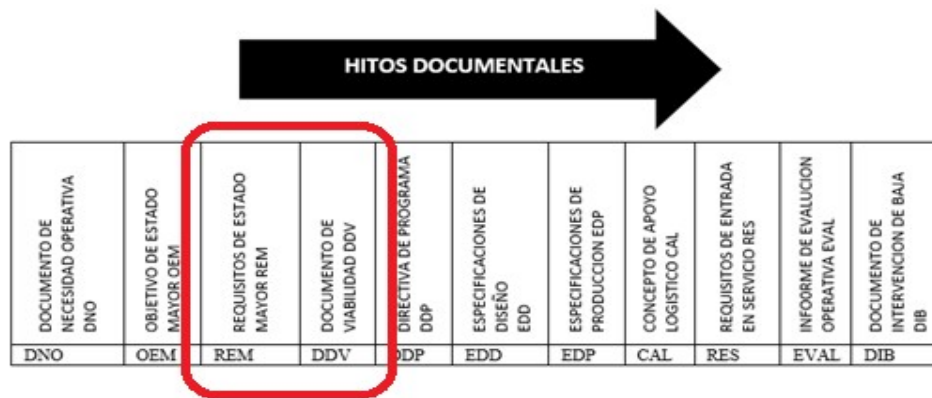 HITOS DOCUMENTALES
DOCUMENTO DE
NECESIDAD OPERATIVA
DNO
OBJETIVO DE ESTADO
MAYOR OEM
REQUISITOS DE ESTADO
MAYOR REM
DOCUMENTO DE
VIABILIDAD DDV
DIRECTIVA DE PROGRAMA
DDP
ESPECIFICACIONES DE
DISEÑO
EDD
ESPECIFICACIONES DE
PRODUCCION EDP
CONCEPTO DE APOYO
LOGISTICO CAL
REQUISITOS DE ENTRADA
EN SERVICIO RES
INFOORME DE EVALUCION
OPERATIVA EVAL
DOCUMENTO DE
INTERVENCION DE BAJA
DIB
DNO OEM REM DDV DDP EDD EDP CAL RES EVAL DIB